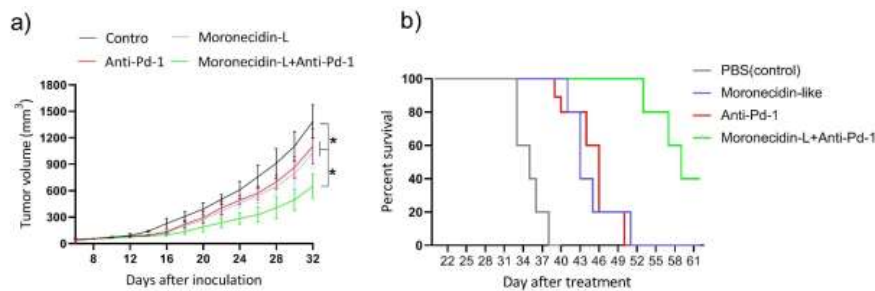 a)
Contro
Moronecidin-L
Anti-Pd-1
Moronecidin-L+Anti-Pd-1
Tumor volume (mm³)
1800
1500
1200
900
600
300
0
*
*
8 12 16 20 24 28 32
Days after inoculation
b)
PBS(control)
Moronecidin-like
Anti-Pd-1
Moronecidin-L+Anti-Pd-1
Percent survival
100
80
60
40
20
0
22 25 28 31 34 37 40 43 46 49 52 55 58 61
Day after treatment